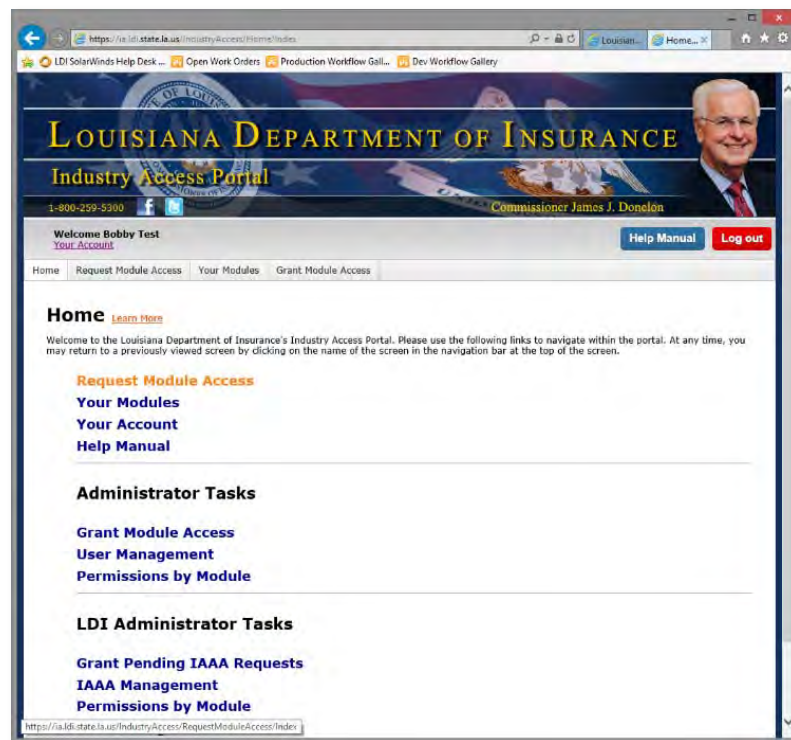 https://ia.ldi.state.la.us/IndustryAccess/Home/Index
Louisian...
Home...
LDI SolarWinds Help Desk ...
Open Work Orders
Production Workflow Gall...
Dev Workflow Gallery
LOUISIANA DEPARTMENT OF INSURANCE
Industry Access Portal
1-800-259-5300
Commissioner James J. Donelon
Welcome Bobby Test
Your Account
Help Manual
Log out
Home
Request Module Access
Your Modules
Grant Module Access
Home Learn More
Welcome to the Louisiana Department of Insurance's Industry Access Portal. Please use the following links to navigate within the portal. At any time, you
may return to a previously viewed screen by clicking on the name of the screen in the navigation bar at the top of the screen.
Request Module Access
Your Modules
Your Account
Help Manual
Administrator Tasks
Grant Module Access
User Management
Permissions by Module
LDI Administrator Tasks
Grant Pending IAAA Requests
IAAA Management
Permissions by Module
https://ia.ldi.state.la.us/IndustryAccess/RequestModuleAccess/Index